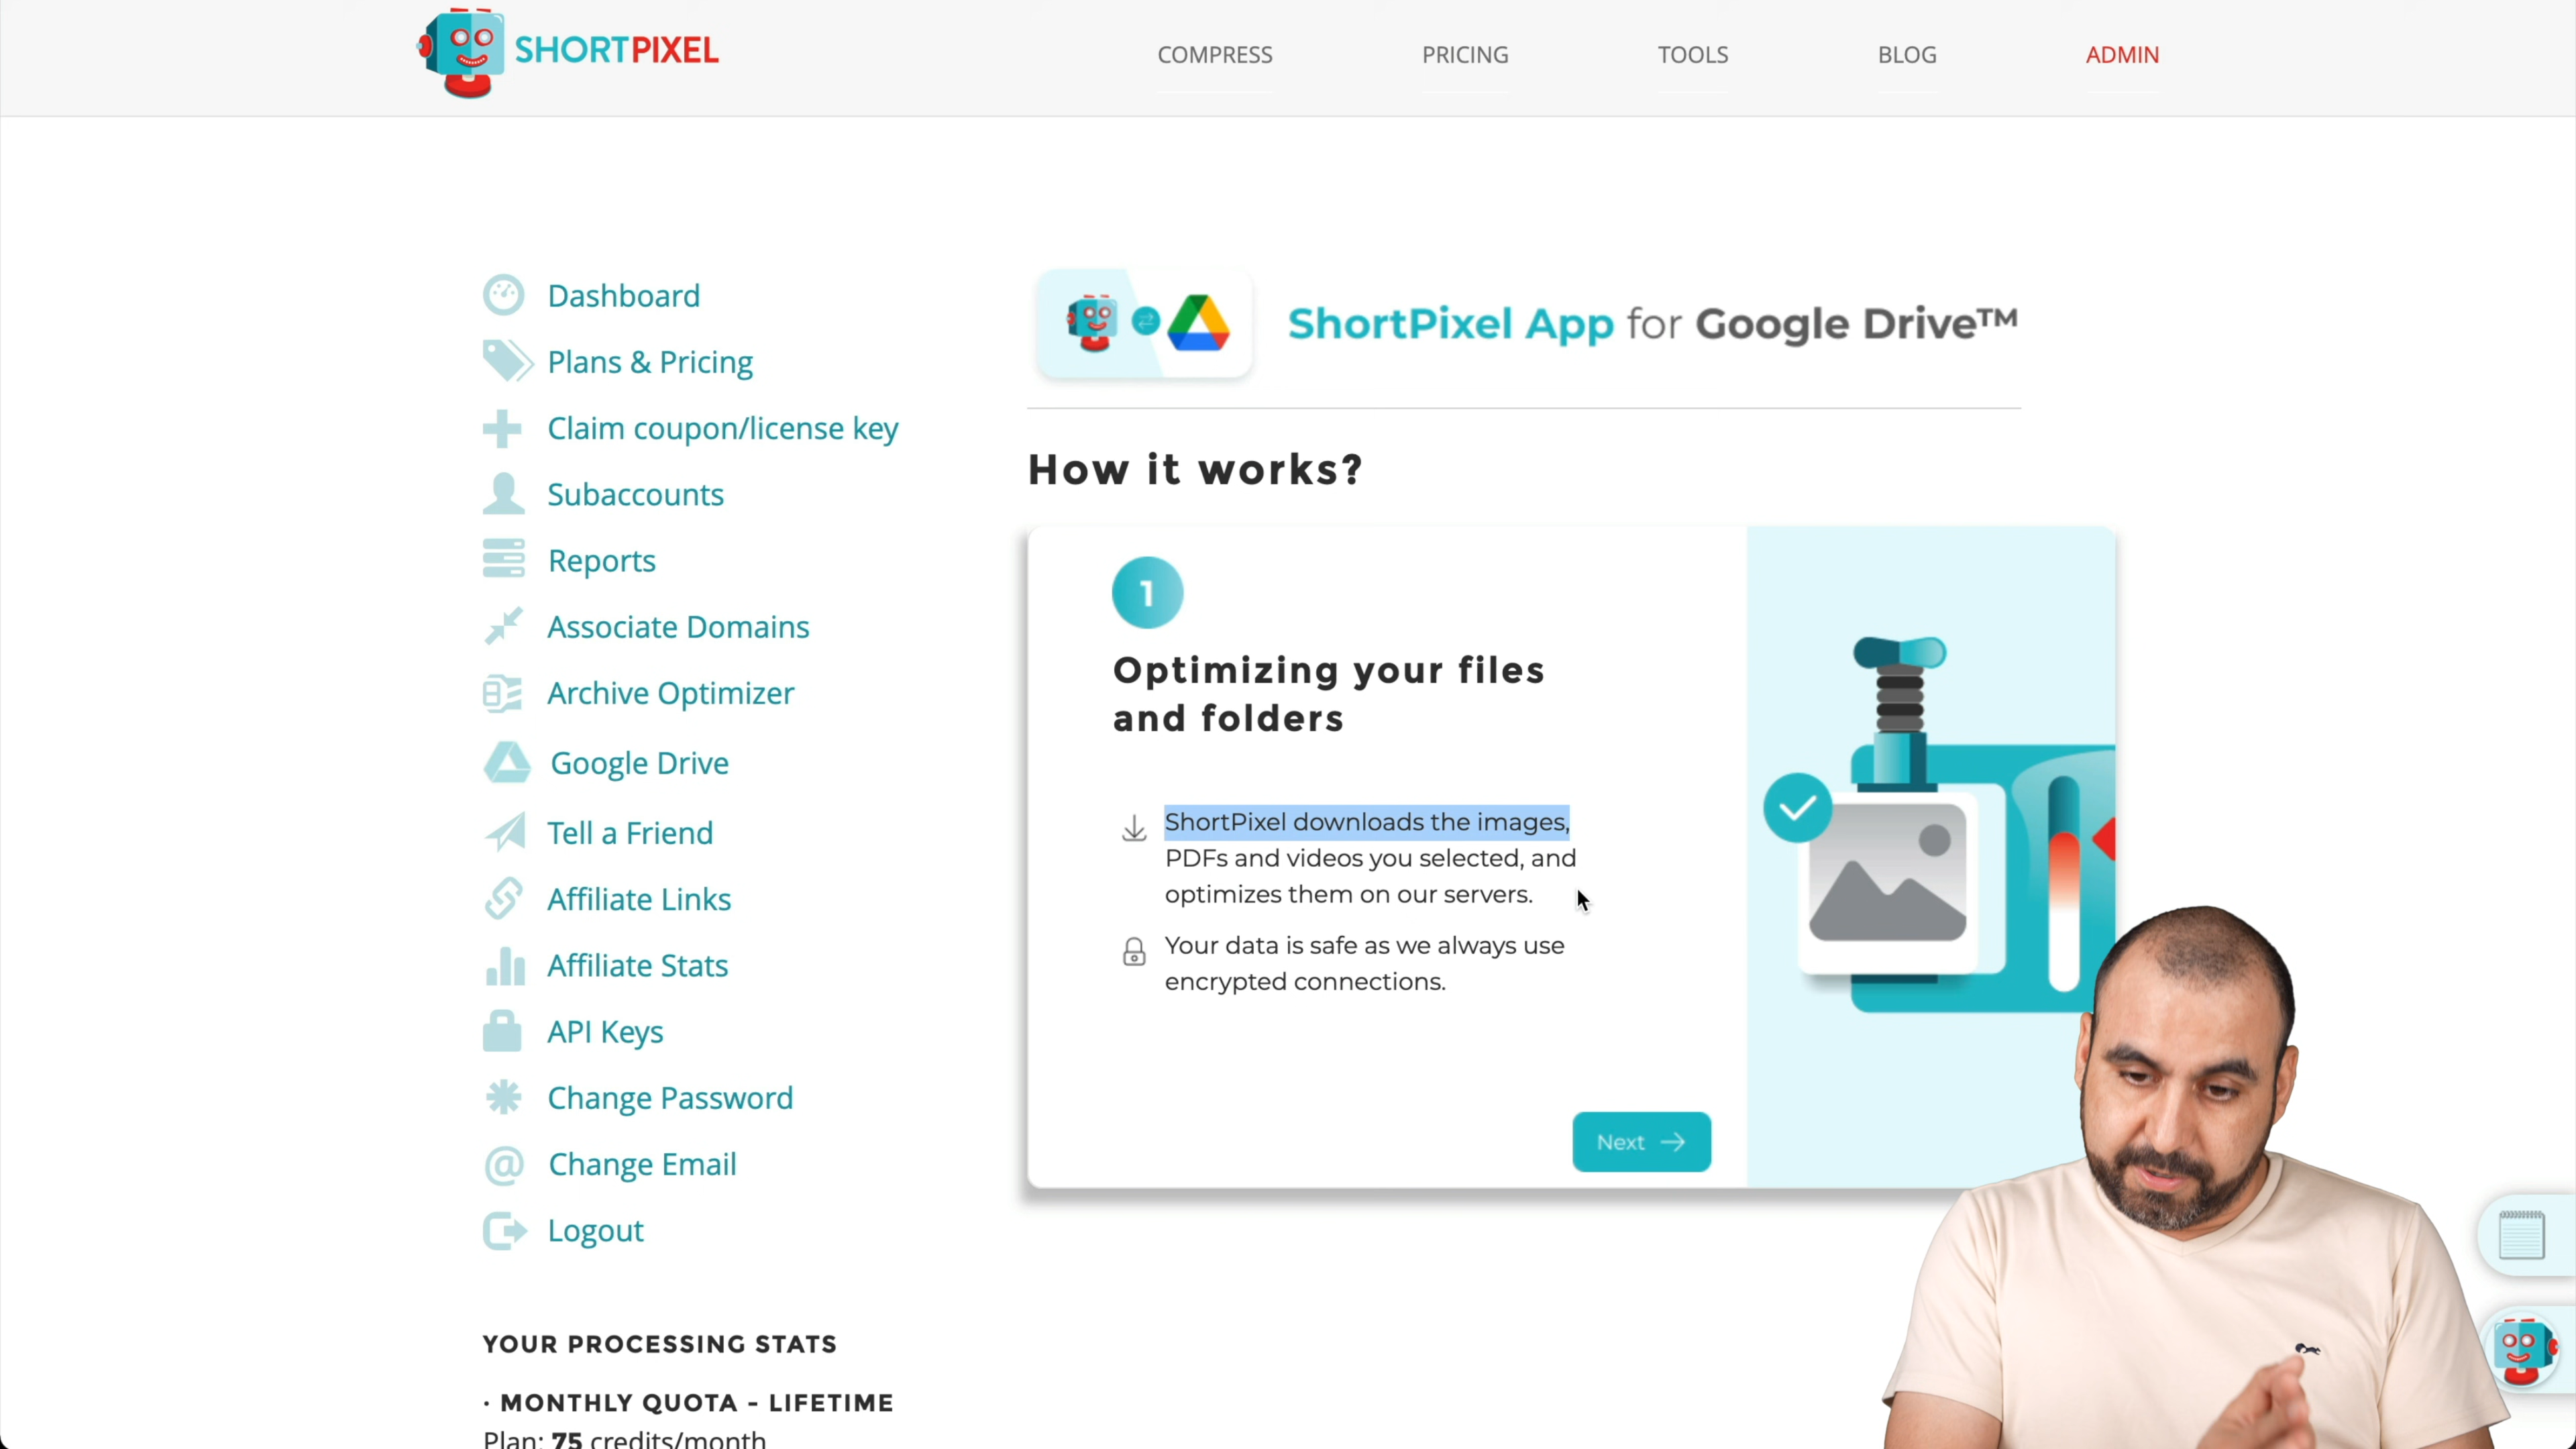 SHORTPIXEL
COMPRESS
PRICING
TOOLS
BLOG
ADMIN
Dashboard
Plans & Pricing
Claim coupon/license key
Subaccounts
Reports
Associate Domains
Archive Optimizer
Google Drive
Tell a Friend
Affiliate Links
Affiliate Stats
API Keys
Change Password
Change Email
Logout
YOUR PROCESSING STATS
· MONTHLY QUOTA - LIFETIME
Plan: 75 credits/month
ShortPixel App for Google Drive™
How it works?
1
Optimizing your files
and folders
ShortPixel downloads the images,
PDFs and videos you selected, and
optimizes them on our servers.
Your data is safe as we always use
encrypted connections.
Next →